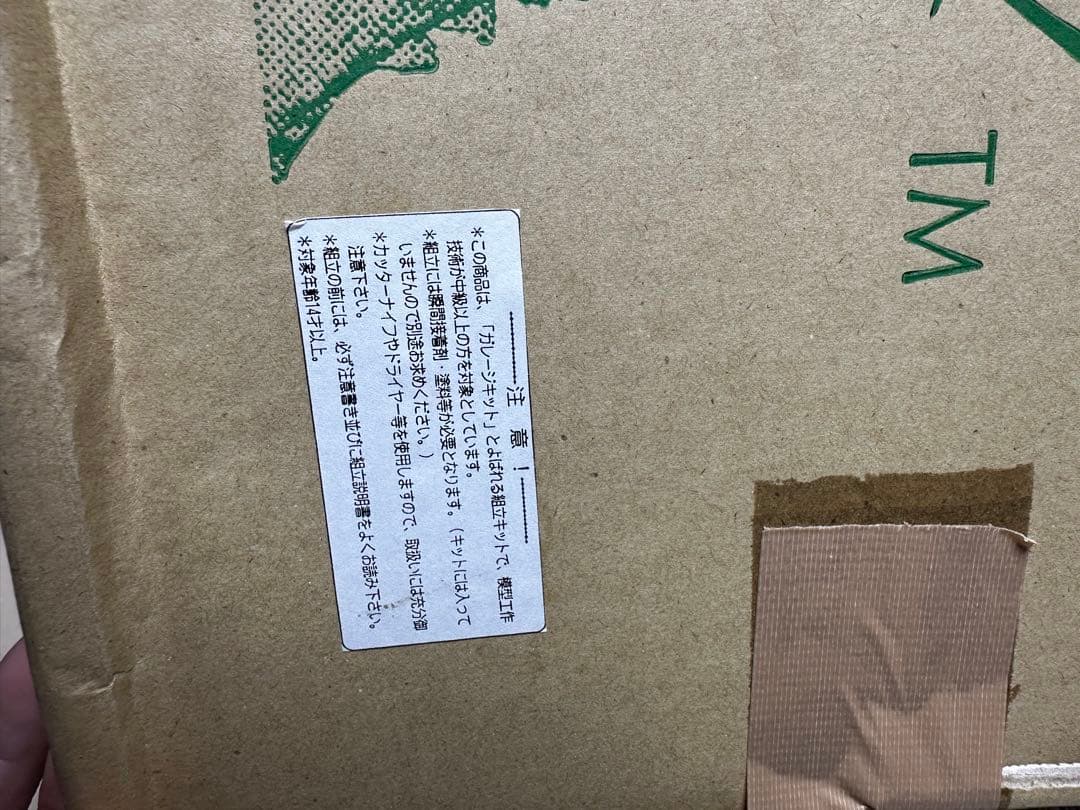 TM
----------注 意！----------
＊この商品は、「ガレージキット」とよばれる組立キットで、模型工作
技術が中級以上の方を対象としています。
＊組立には瞬間接着剤・塗料等が必要となります。（キットには入って
いませんので別途お求めください。）
＊カッターナイフやドライヤー等を使用しますので、取扱いには充分御
注意下さい。
＊組立の前には、必ず注意書き並びに組立説明書をよくお読み下さい。
＊対象年齢14才以上。